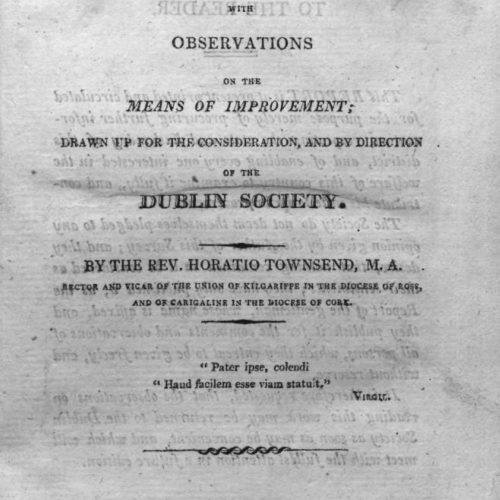 WITH
OBSERVATIONS
ON THE
MEANS OF IMPROVEMENT;
DRAWN UP FOR THE CONSIDERATION, AND BY DIRECTION
OF THE
DUBLIN SOCIETY.
BY THE REV. HORATIO TOWNSEND, M. A.
RECTOR AND VICAR OF THE UNION OF KILGARIFFE IN THE DIOCESE OF ROSS,
AND OF CARIGALINE IN THE DIOCESE OF CORK.
“ Pater ipse, colendi
“ Haud facilem esse viam statuit,”
VIRGIL.